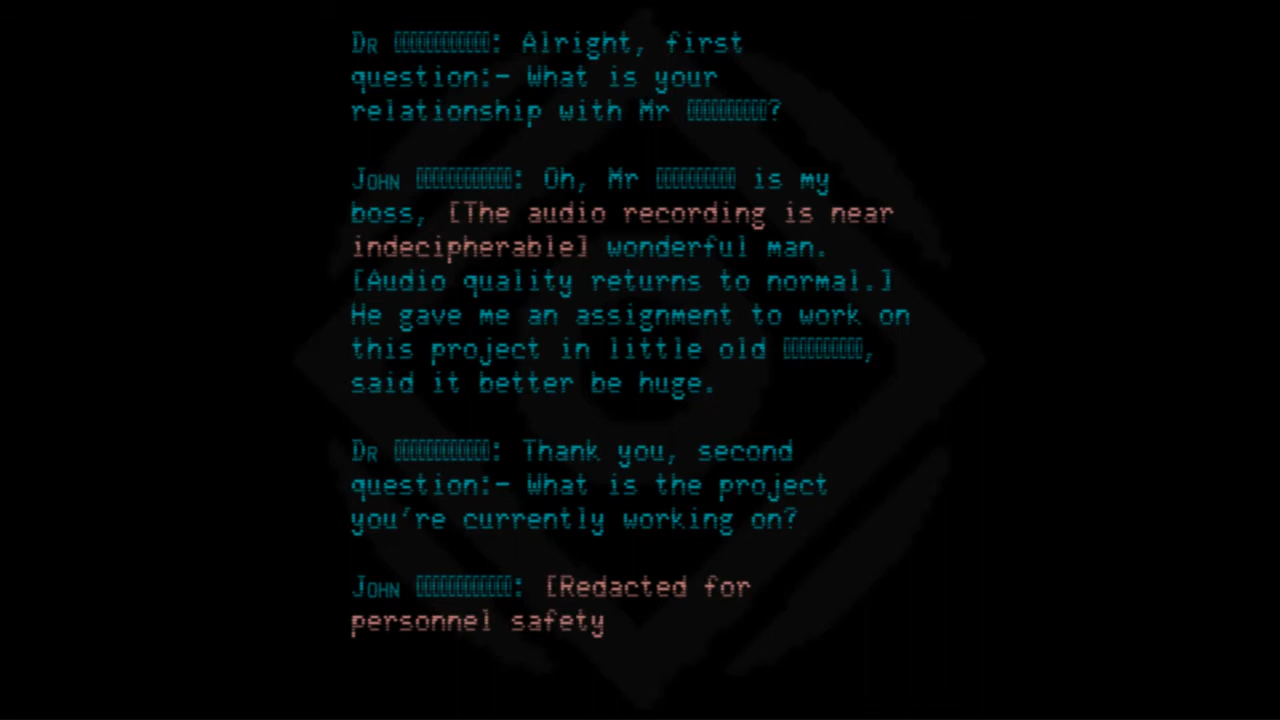 Dr ▯▯▯▯▯▯▯▯▯▯▯▯: Alright, first
question:- What is your
relationship with Mr ▯▯▯▯▯▯▯▯▯▯?
John ▯▯▯▯▯▯▯▯▯▯▯▯: Oh, Mr ▯▯▯▯▯▯▯▯▯▯ is my
boss, [The audio recording is near
indecipherable] wonderful man.
[Audio quality returns to normal.]
He gave me an assignment to work on
this project in little old ▯▯▯▯▯▯▯▯▯▯,
said it better be huge.
Dr ▯▯▯▯▯▯▯▯▯▯▯▯: Thank you, second
question:- What is the project
you're currently working on?
John ▯▯▯▯▯▯▯▯▯▯▯▯: [Redacted for
personnel safety